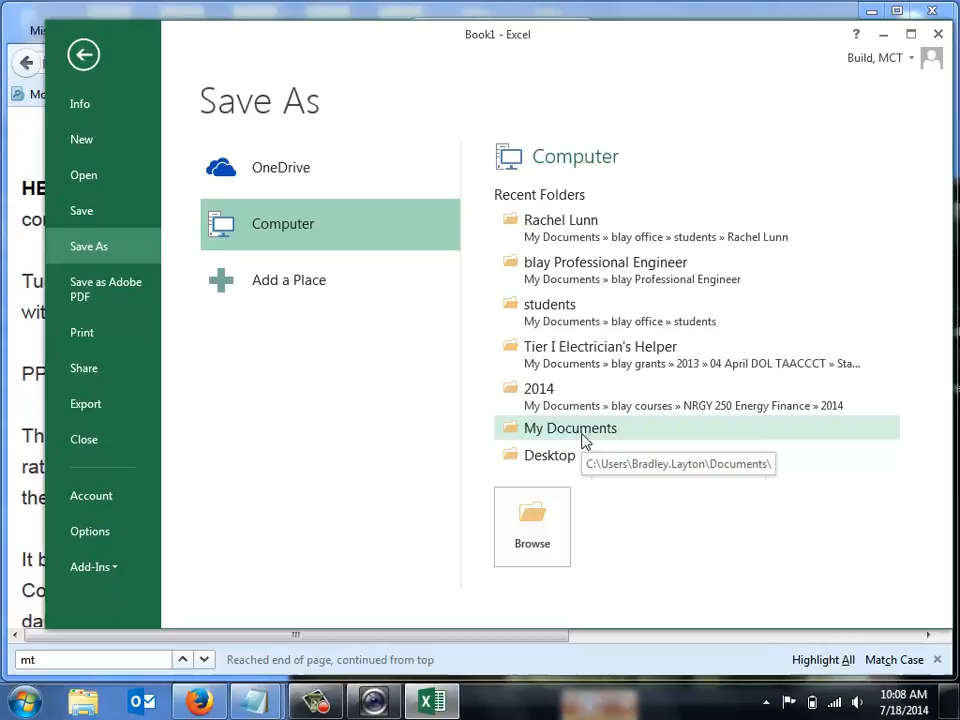 Book1 - Excel
?
Build, MCT
Info
New
Open
Save
Save As
Save as Adobe
PDF
Print
Share
Export
Close
Account
Options
Add-Ins
Save As
OneDrive
Computer
Add a Place
Computer
Recent Folders
Rachel Lunn
My Documents » blay office » students » Rachel Lunn
blay Professional Engineer
My Documents » blay Professional Engineer
students
My Documents » blay office » students
Tier I Electrician's Helper
My Documents » blay grants » 2013 » 04 April DOL TAACCCT » Sta...
2014
My Documents » blay courses » NRGY 250 Energy Finance » 2014
My Documents
Desktop
C:\Users\Bradley.Layton\Documents\
Browse
mt
Reached end of page, continued from top
Highlight All
Match Case
10:08 AM
7/18/2014